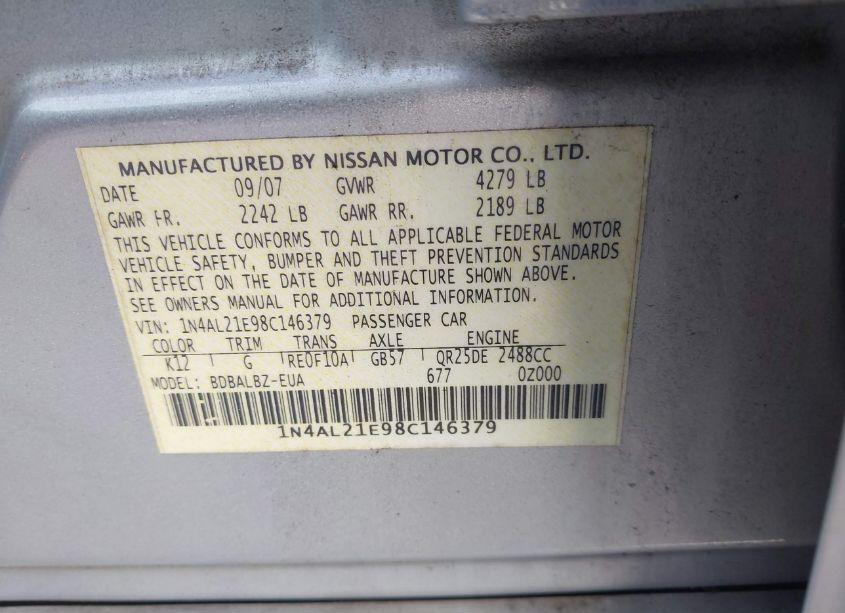 MANUFACTURED BY NISSAN MOTOR CO., LTD.
DATE 09/07 GVWR 4279 LB
GAWR FR. 2242 LB GAWR RR. 2189 LB
THIS VEHICLE CONFORMS TO ALL APPLICABLE FEDERAL MOTOR
VEHICLE SAFETY, BUMPER AND THEFT PREVENTION STANDARDS
IN EFFECT ON THE DATE OF MANUFACTURE SHOWN ABOVE.
SEE OWNERS MANUAL FOR ADDITIONAL INFORMATION.
VIN: 1N4AL21E98C146379 PASSENGER CAR
COLOR TRIM TRANS AXLE ENGINE
K12 G RE0F10A GB57 QR25DE 2488CC
MODEL: BDBALBZ-EUA 677 0Z000
1N4AL21E98C146379